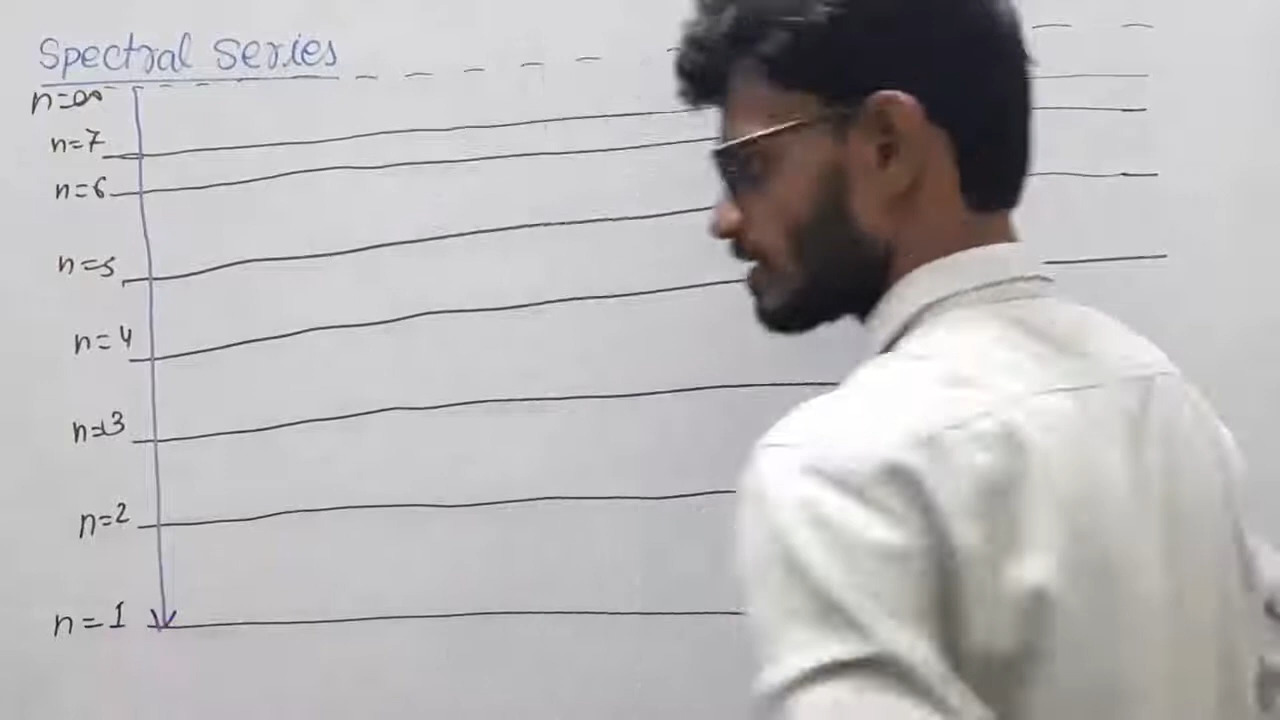 Spectral Series
n=∞
n=7
n=6
n=5
n=4
n=3
n=2
n=1